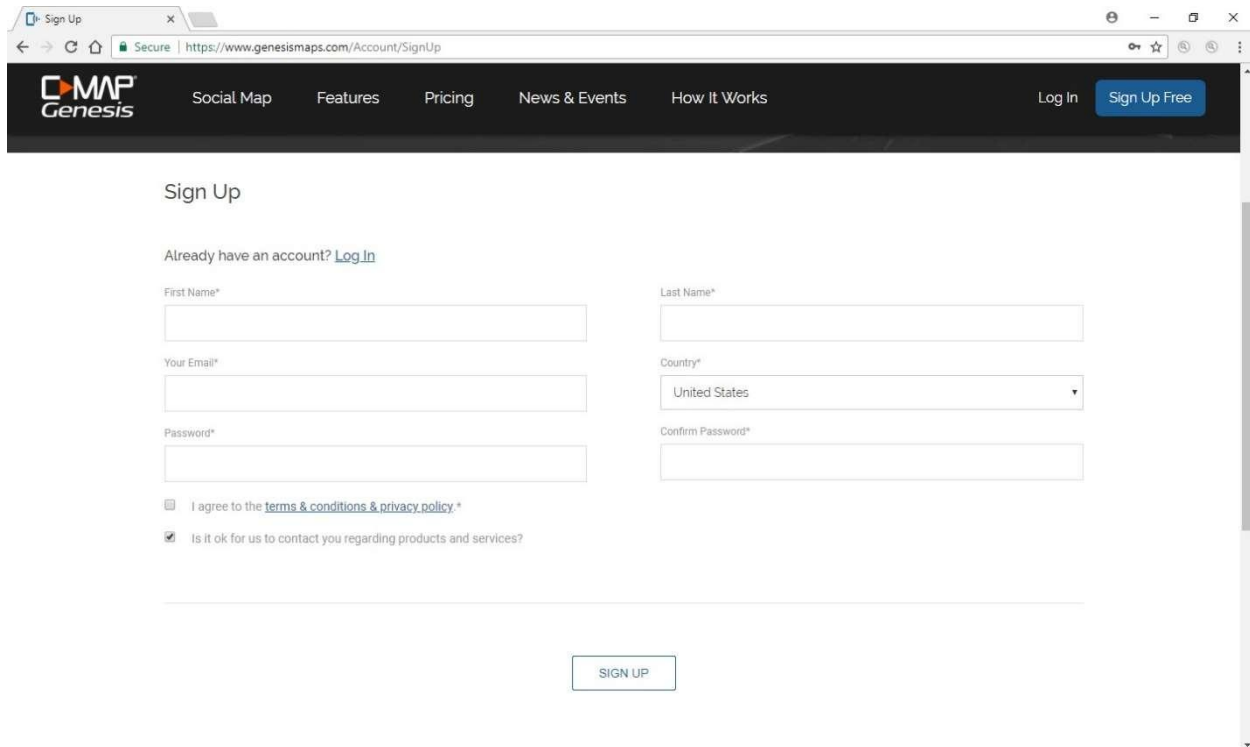 Sign Up
Secure | https://www.genesismaps.com/Account/SignUp
C-MAP Genesis
Social Map Features Pricing News & Events How It Works Log In Sign Up Free
Sign Up
Already have an account? Log In
First Name* Last Name*
Your Email* Country*
United States
Password* Confirm Password*
I agree to the terms & conditions & privacy policy.*
Is it ok for us to contact you regarding products and services?
SIGN UP